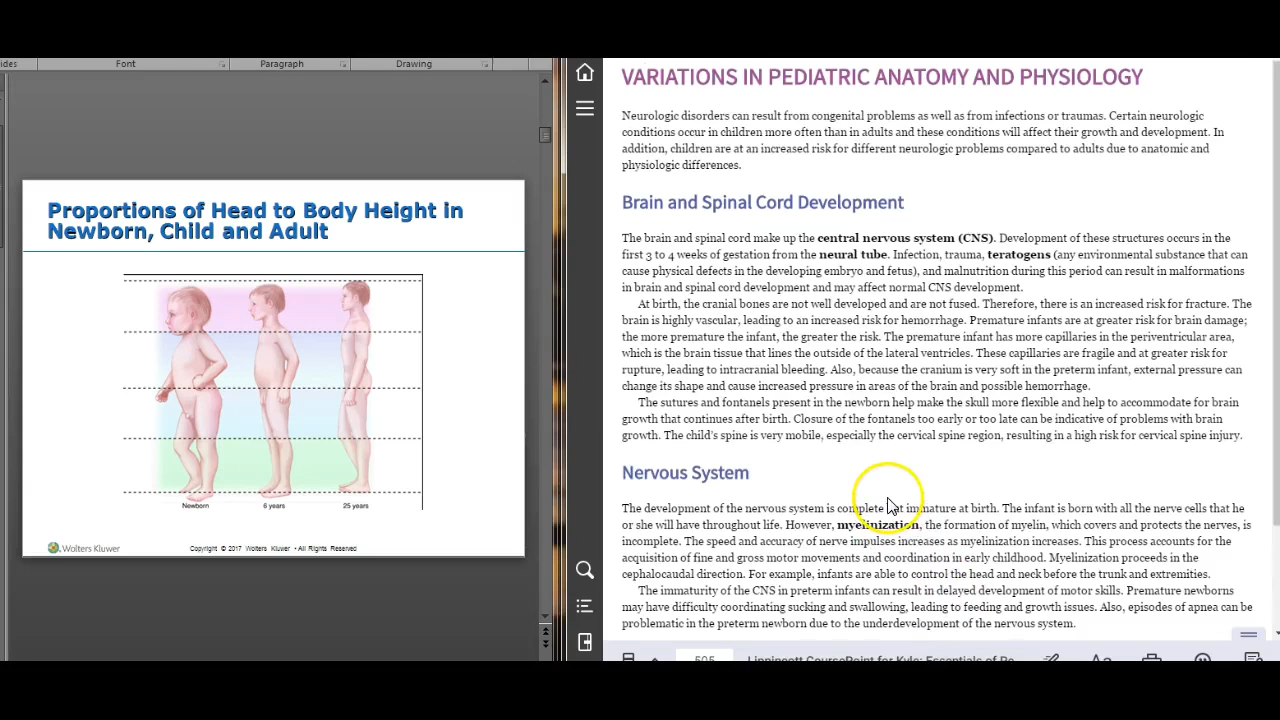 ides
Font
Paragraph
Drawing
Proportions of Head to Body Height in
Newborn, Child and Adult
Newborn
6 years
25 years
Wolters Kluwer
Copyright © 2017 Wolters Kluwer • All Rights Reserved
VARIATIONS IN PEDIATRIC ANATOMY AND PHYSIOLOGY
Neurologic disorders can result from congenital problems as well as from infections or traumas. Certain neurologic
conditions occur in children more often than in adults and these conditions will affect their growth and development. In
addition, children are at an increased risk for different neurologic problems compared to adults due to anatomic and
physiologic differences.
Brain and Spinal Cord Development
The brain and spinal cord make up the central nervous system (CNS). Development of these structures occurs in the
first 3 to 4 weeks of gestation from the neural tube. Infection, trauma, teratogens (any environmental substance that can
cause physical defects in the developing embryo and fetus), and malnutrition during this period can result in malformations
in brain and spinal cord development and may affect normal CNS development.
At birth, the cranial bones are not well developed and are not fused. Therefore, there is an increased risk for fracture. The
brain is highly vascular, leading to an increased risk for hemorrhage. Premature infants are at greater risk for brain damage;
the more premature the infant, the greater the risk. The premature infant has more capillaries in the periventricular area,
which is the brain tissue that lines the outside of the lateral ventricles. These capillaries are fragile and at greater risk for
rupture, leading to intracranial bleeding. Also, because the cranium is very soft in the preterm infant, external pressure can
change its shape and cause increased pressure in areas of the brain and possible hemorrhage.
The sutures and fontanels present in the newborn help make the skull more flexible and help to accommodate for brain
growth that continues after birth. Closure of the fontanels too early or too late can be indicative of problems with brain
growth. The child's spine is very mobile, especially the cervical spine region, resulting in a high risk for cervical spine injury.
Nervous System
The development of the nervous system is complete but immature at birth. The infant is born with all the nerve cells that he
or she will have throughout life. However, myelinization, the formation of myelin, which covers and protects the nerves, is
incomplete. The speed and accuracy of nerve impulses increases as myelinization increases. This process accounts for the
acquisition of fine and gross motor movements and coordination in early childhood. Myelinization proceeds in the
cephalocaudal direction. For example, infants are able to control the head and neck before the trunk and extremities.
The immaturity of the CNS in preterm infants can result in delayed development of motor skills. Premature newborns
may have difficulty coordinating sucking and swallowing, leading to feeding and growth issues. Also, episodes of apnea can be
problematic in the preterm newborn due to the underdevelopment of the nervous system.
505
Lippincott CoursePoint for Kyle: Essentials of Pe